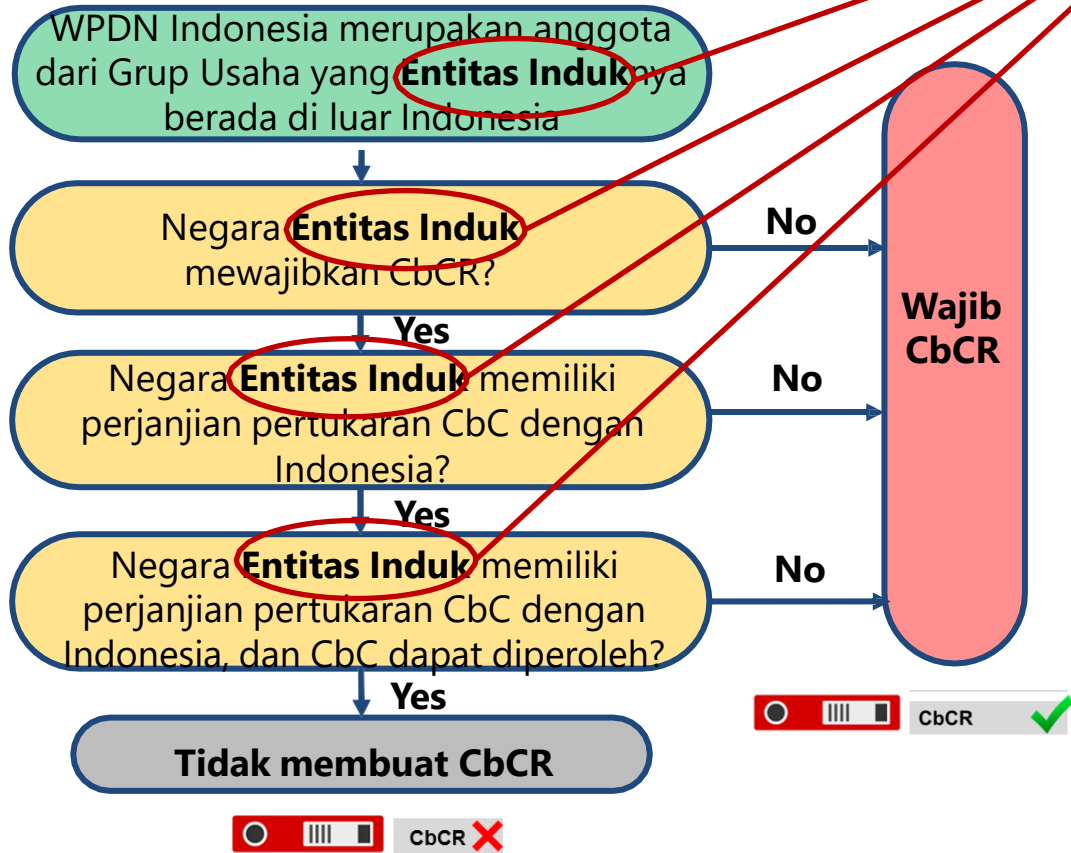 WPDN Indonesia merupakan anggota
dari Grup Usaha yang Entitas Induknya
berada di luar Indonesia
Negara Entitas Induk
mewajibkan CbCR?
No
Yes
Negara Entitas Induk memiliki
perjanjian pertukaran CbC dengan
Indonesia?
No
Yes
Negara Entitas Induk memiliki
perjanjian pertukaran CbC dengan
Indonesia, dan CbC dapat diperoleh?
No
Yes
Tidak membuat CbCR
CbCR
Wajib
CbCR
CbCR